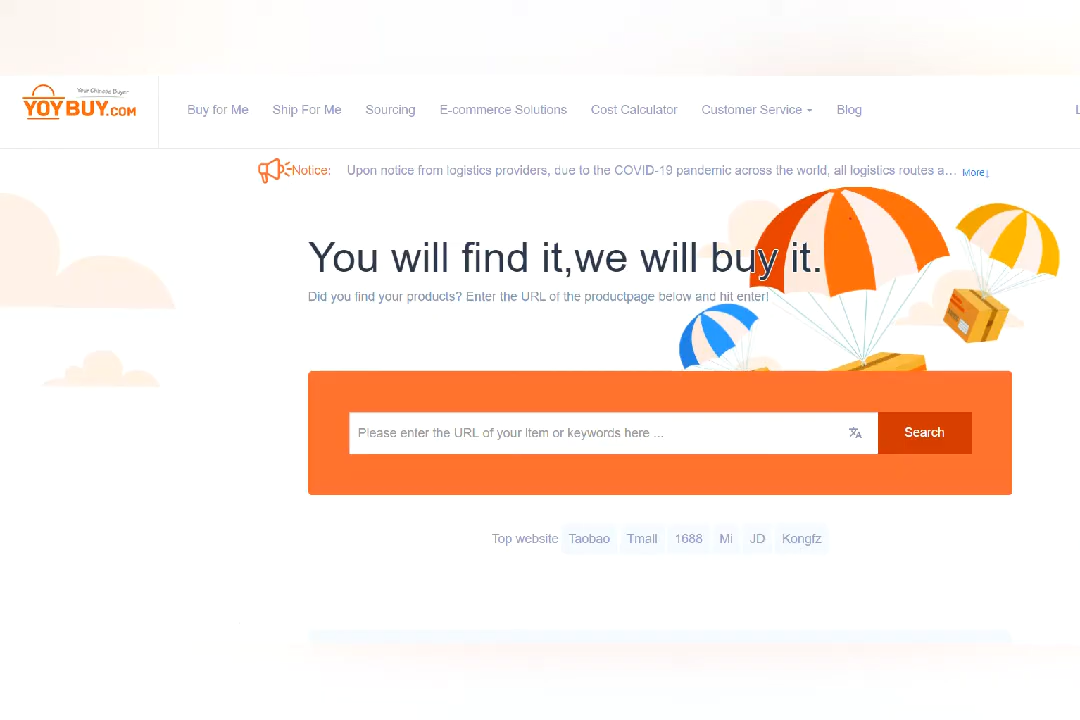 Your Chinese Buyer
YOYBUY.COM
Buy for Me Ship For Me Sourcing E-commerce Solutions Cost Calculator Customer Service Blog L
Notice: Upon notice from logistics providers, due to the COVID-19 pandemic across the world, all logistics routes a... More
You will find it,we will buy it.
Did you find your products? Enter the URL of the productpage below and hit enter!
Please enter the URL of your item or keywords here ... Search
Top website Taobao Tmall 1688 Mi JD Kongfz